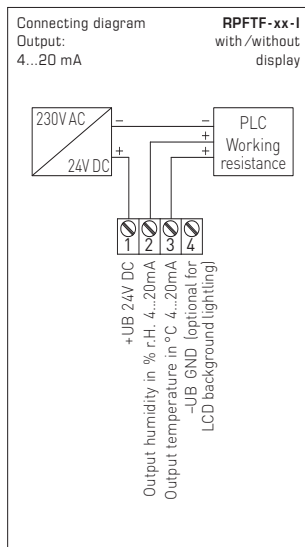 Connecting diagram
Output:
4...20 mA
RPFTF-xx-I
with/without
display
230V AC
24V DC
–
+
–
+
+
PLC
Working
resistance
1
2
3
4
+UB 24V DC
Output humidity in % r.H. 4...20mA
Output temperature in °C 4...20mA
–UB GND (optional for
LCD background lightling)